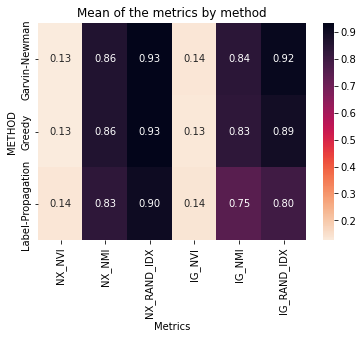 Mean of the metrics by method
METHOD
Garvin-Newman
0.13 0.86 0.93 0.14 0.84 0.92
Greedy
0.13 0.86 0.93 0.13 0.83 0.89
Label-Propagation
0.14 0.83 0.90 0.14 0.75 0.80
NX_NVI
NX_NMI
NX_RAND_IDX
IG_NVI
IG_NMI
IG_RAND_IDX
Metrics
0.9
0.8
0.7
0.6
0.5
0.4
0.3
0.2